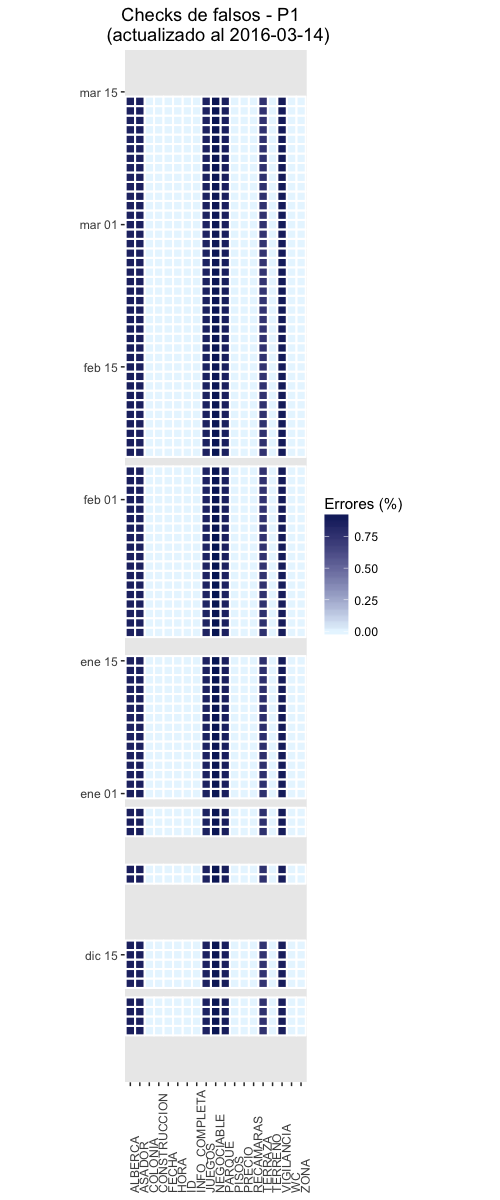 Checks de falsos - P1
(actualizado al 2016-03-14)
mar 15
mar 01
feb 15
feb 01
ene 15
ene 01
dic 15
Errores (%)
0.75
0.50
0.25
0.00
ALBERCA
ASADOR
COLONIA
CONSTRUCCION
FECHA
HORA
ID
INFO_COMPLETA
JUEGOS
NEGOCIABLE
PARQUE
PISOS
PRECIO
RECAMARAS
TERRAZA
TERRENO
VIGILANCIA
WC
ZONA